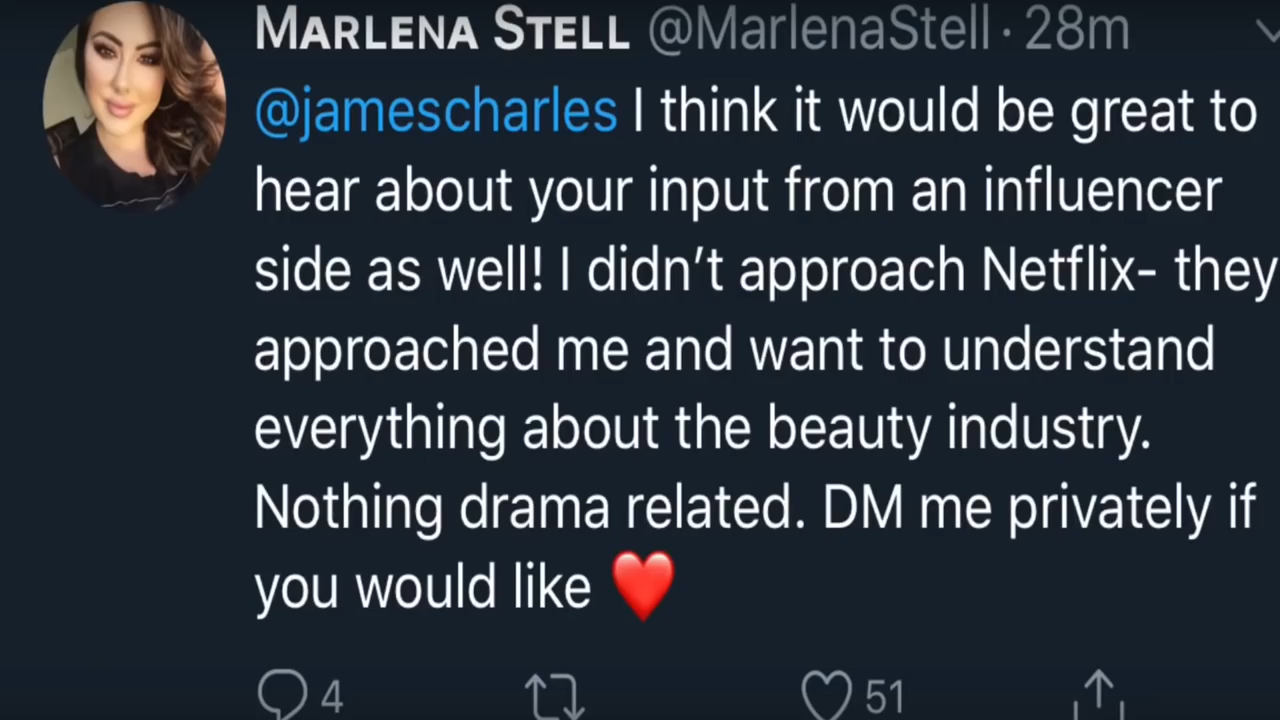 MARLENA STELL @MarlenaStell · 28m
@jamescharles I think it would be great to
hear about your input from an influencer
side as well! I didn’t approach Netflix- they
approached me and want to understand
everything about the beauty industry.
Nothing drama related. DM me privately if
you would like ❤️
4 51